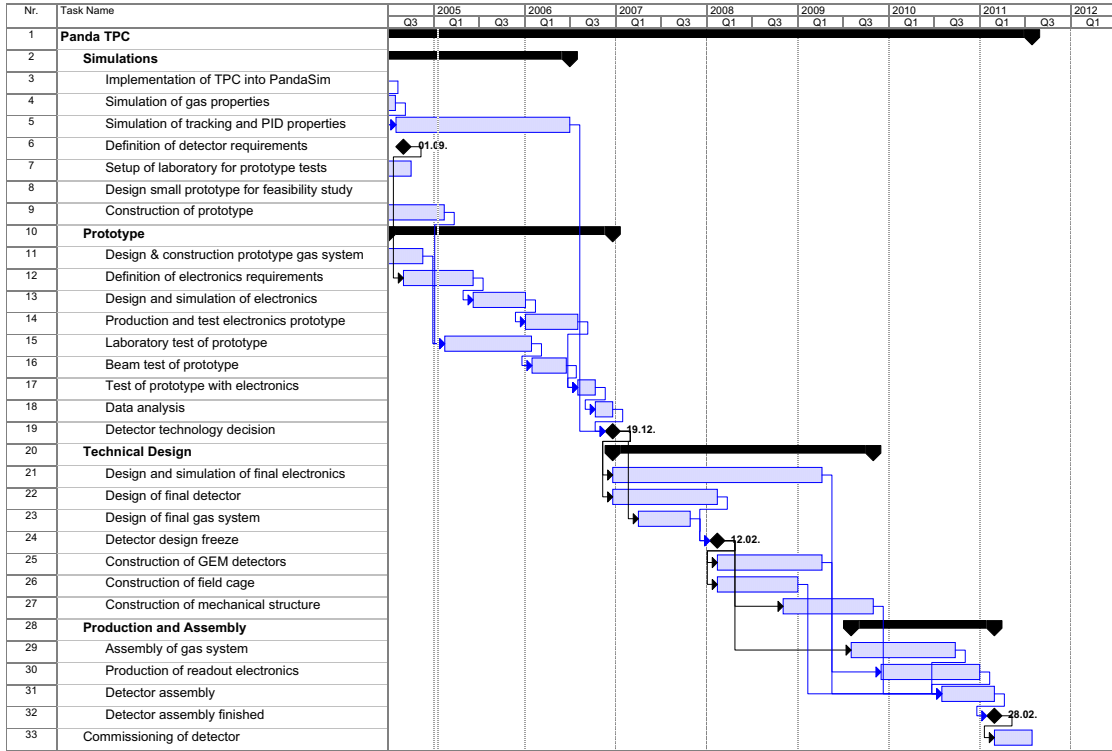 Nr. Task Name 2005 2006 2007 2008 2009 2010 2011 2012
Q3 Q1 Q3 Q1 Q3 Q1 Q3 Q1 Q3 Q1 Q3 Q1 Q3 Q1 Q3 Q1
1 Panda TPC
2 Simulations
3 Implementation of TPC into PandaSim
4 Simulation of gas properties
5 Simulation of tracking and PID properties
6 Definition of detector requirements 01.09.
7 Setup of laboratory for prototype tests
8 Design small prototype for feasibility study
9 Construction of prototype
10 Prototype
11 Design & construction prototype gas system
12 Definition of electronics requirements
13 Design and simulation of electronics
14 Production and test electronics prototype
15 Laboratory test of prototype
16 Beam test of prototype
17 Test of prototype with electronics
18 Data analysis
19 Detector technology decision 19.12.
20 Technical Design
21 Design and simulation of final electronics
22 Design of final detector
23 Design of final gas system
24 Detector design freeze 12.02.
25 Construction of GEM detectors
26 Construction of field cage
27 Construction of mechanical structure
28 Production and Assembly
29 Assembly of gas system
30 Production of readout electronics
31 Detector assembly
32 Detector assembly finished 28.02.
33 Commissioning of detector